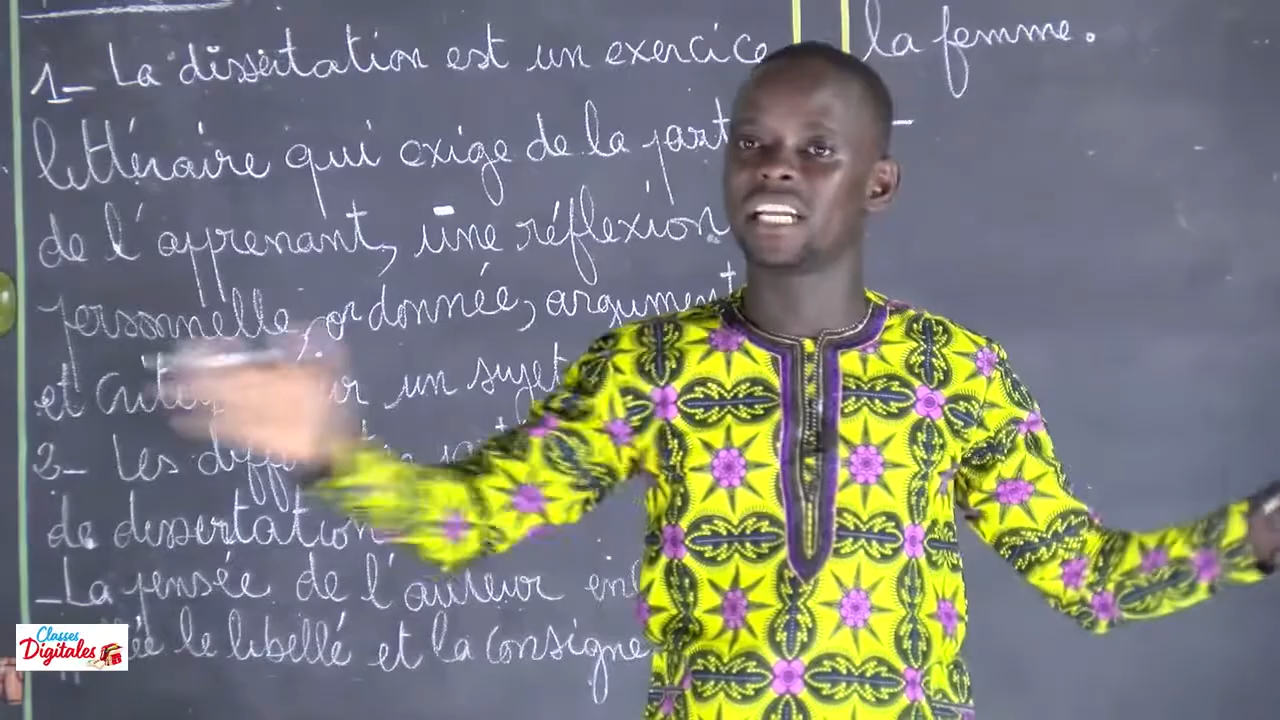 1- La dissertation est un exercice
littéraire qui exige de la part
de l'apprenant, une réflexion
personnelle, ordonnée, argument
et un sujet
2- Les
de dessertation
-La pensée de l'auteur
le libellé et la consigne
la femme.
Classes
Digitales